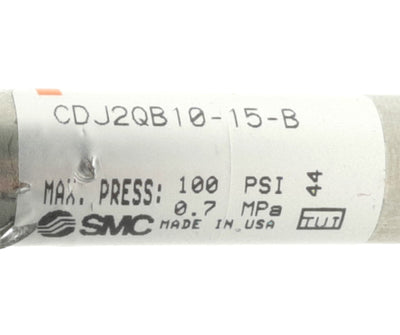 CDJ2QB10-15-B
MAX. PRESS: 100 PSI
0.7 MPa
44
SMC MADE IN USA
TUT